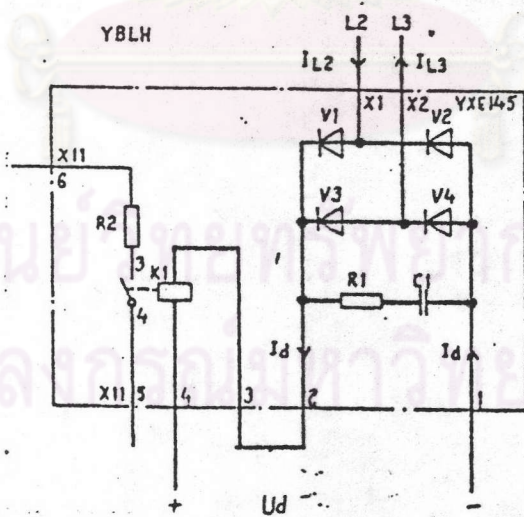 YBLH
L2 L3
IL2 IL3
X1 X2 YXE145
V1 V2
X11
6
V3 V4
R2
3 K1
R1 C1
4
Id Id
X11 5 4 3 2 1
+ Ud -